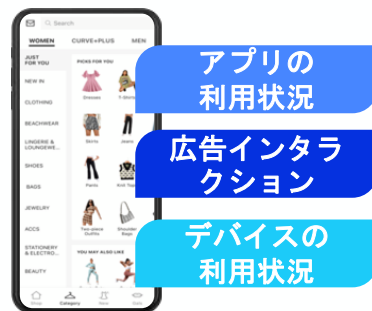 Search
WOMEN
CURVE+PLUS
MEN
JUST
FOR YOU
PICKS FOR YOU
NEW IN
Dresses
T-Shirts
CLOTHING
BEACHWEAR
Skirts
Jeans
LINGERIE &
LOUNGEWE...
SHOES
BAGS
Pants
Knit Tops
JEWELRY
ACCS
Two-piece
Outfits
Shoulder
Bags
STATIONERY
& ELECTRO...
YOU MAY ALSO LIKE
BEAUTY
Shop
Category
New
アプリの
利用状況
広告インタラ
クション
デバイスの
利用状況